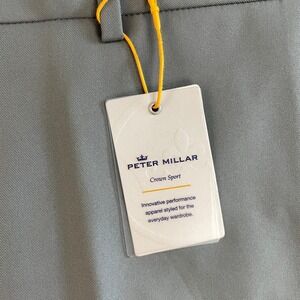 PETER MILLAR
Crown Sport
Innovative performance
apparel styled for the
everyday wardrobe.